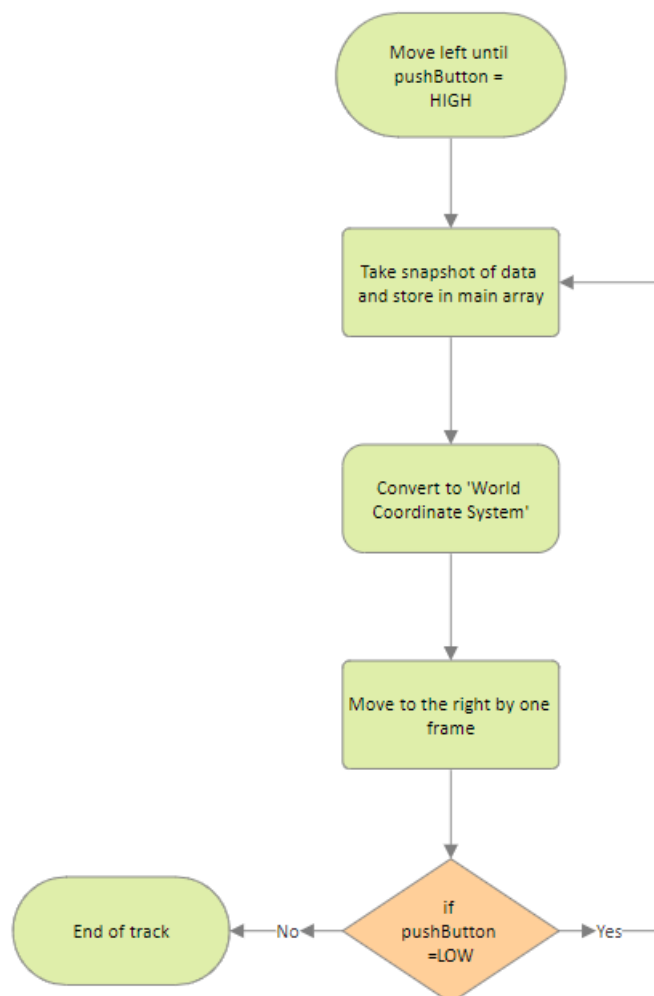 Move left until
pushButton =
HIGH
Take snapshot of data
and store in main array
Convert to 'World
Coordinate System'
Move to the right by one
frame
if
pushButton
=LOW
No
Yes
End of track